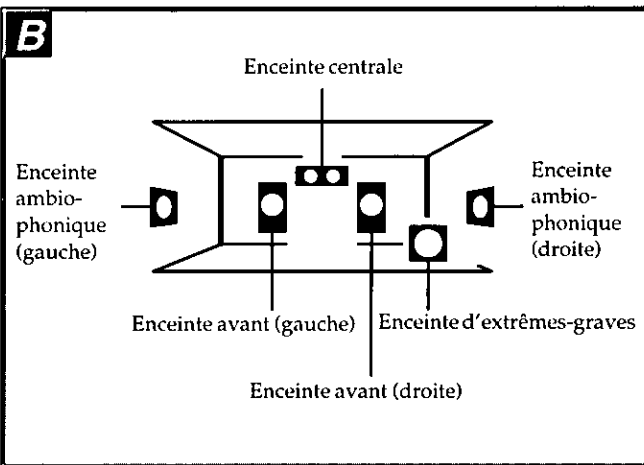 B
Enceinte centrale
Enceinte
ambio-
phonique
(gauche)
Enceinte
ambio-
phonique
(droite)
Enceinte avant (gauche)
Enceinte d'extrêmes-graves
Enceinte avant (droite)